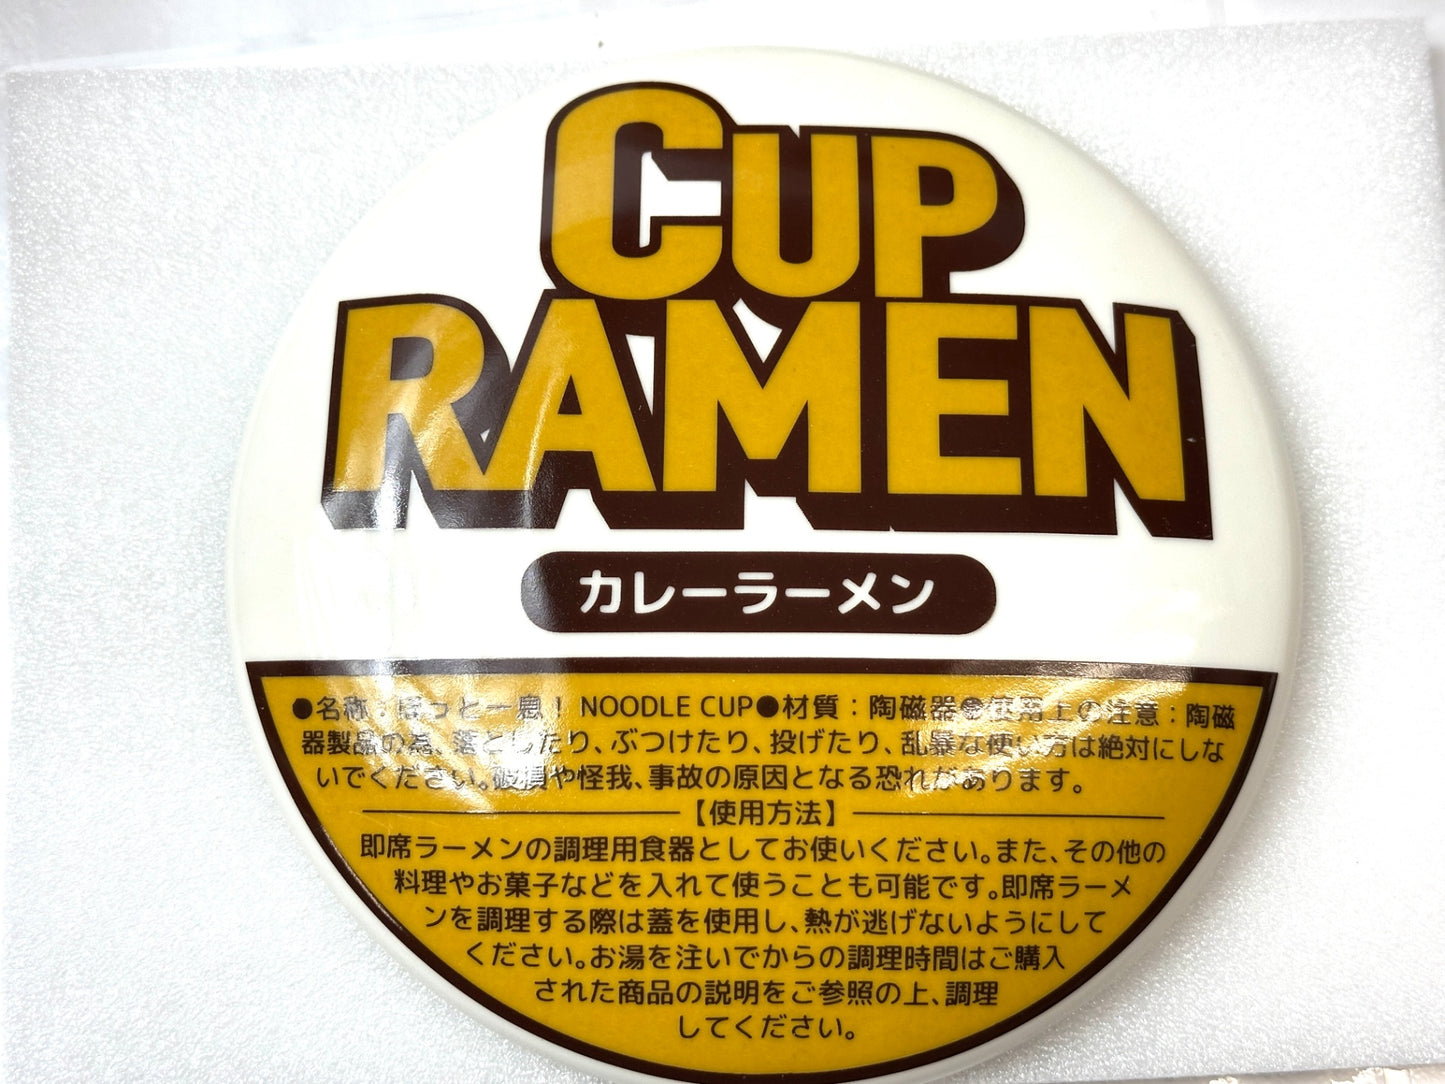 CUP
RAMEN
カレーラーメン
●名称：ほっと一息！ NOODLE CUP●材質：陶磁器●使用上の注意：陶磁
器製品の為、落としたり、ぶつけたり、投げたり、乱暴な使い方は絶対にしな
いでください。破損や怪我、事故の原因となる恐れがあります。
【使用方法】
即席ラーメンの調理用食器としてお使いください。また、その他の
料理やお菓子などを入れて使うことも可能です。即席ラーメ
ンを調理する際は蓋を使用し、熱が逃げないようにして
ください。お湯を注いでからの調理時間はご購入
された商品の説明をご参照の上、調理
してください。